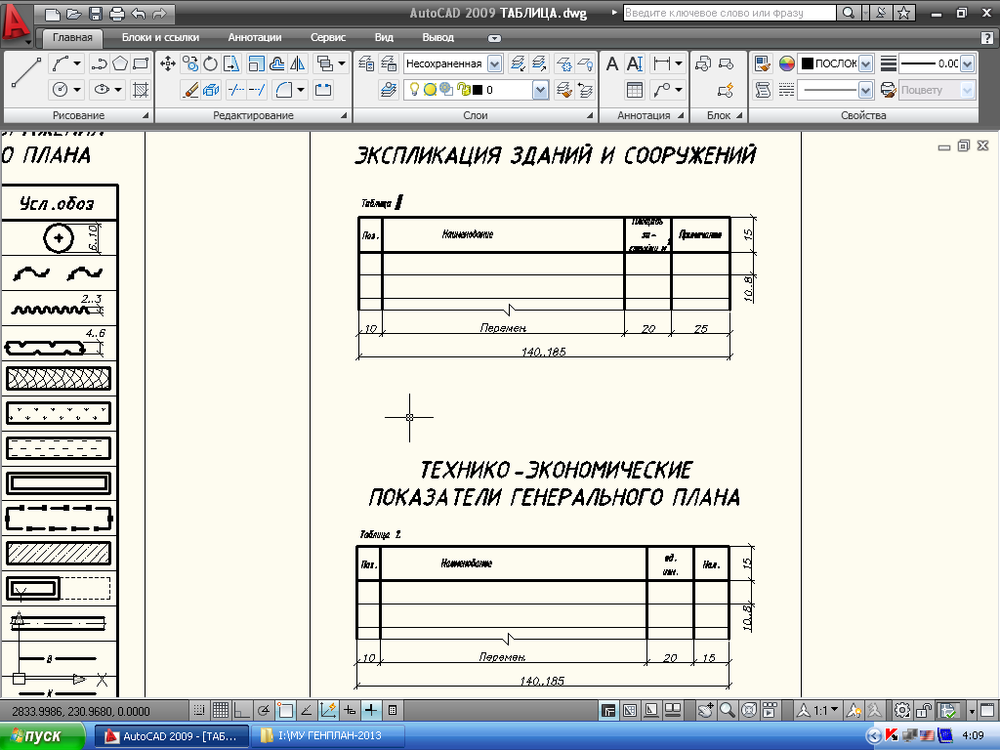 AutoCAD 2009 ТАБЛИЦА.dwg
Введите ключевое слово или фразу
Главная
Блоки и ссылки
Аннотации
Сервис
Вид
Вывод
Несохраненная
ПОСЛОК
0.00
0
Поцвету
Рисование
Редактирование
Слои
Аннотация
Блок
Свойства
О ПЛАНА
Усл.обоз
6..10
2..3
4..6
В
К
Y
X
ЭКСПЛИКАЦИЯ ЗДАНИЙ И СООРУЖЕНИЙ
Таблица
Поз.
Наименование
Площадь
за-
Примечание
15
10..8
10
Перемен.
20
25
140..185
ТЕХНИКО-ЭКОНОМИЧЕСКИЕ
ПОКАЗАТЕЛИ ГЕНЕРАЛЬНОГО ПЛАНА
Таблица 2.
Поз.
Наименование
ед.
изм.
Кол.
15
10..8
10
Перемен.
20
15
140..185
2833.9986, 230.9680, 0.0000
1:1
пуск
AutoCAD 2009 - [ТАБ...
I:\МУ ГЕНПЛАН-2013
4:09